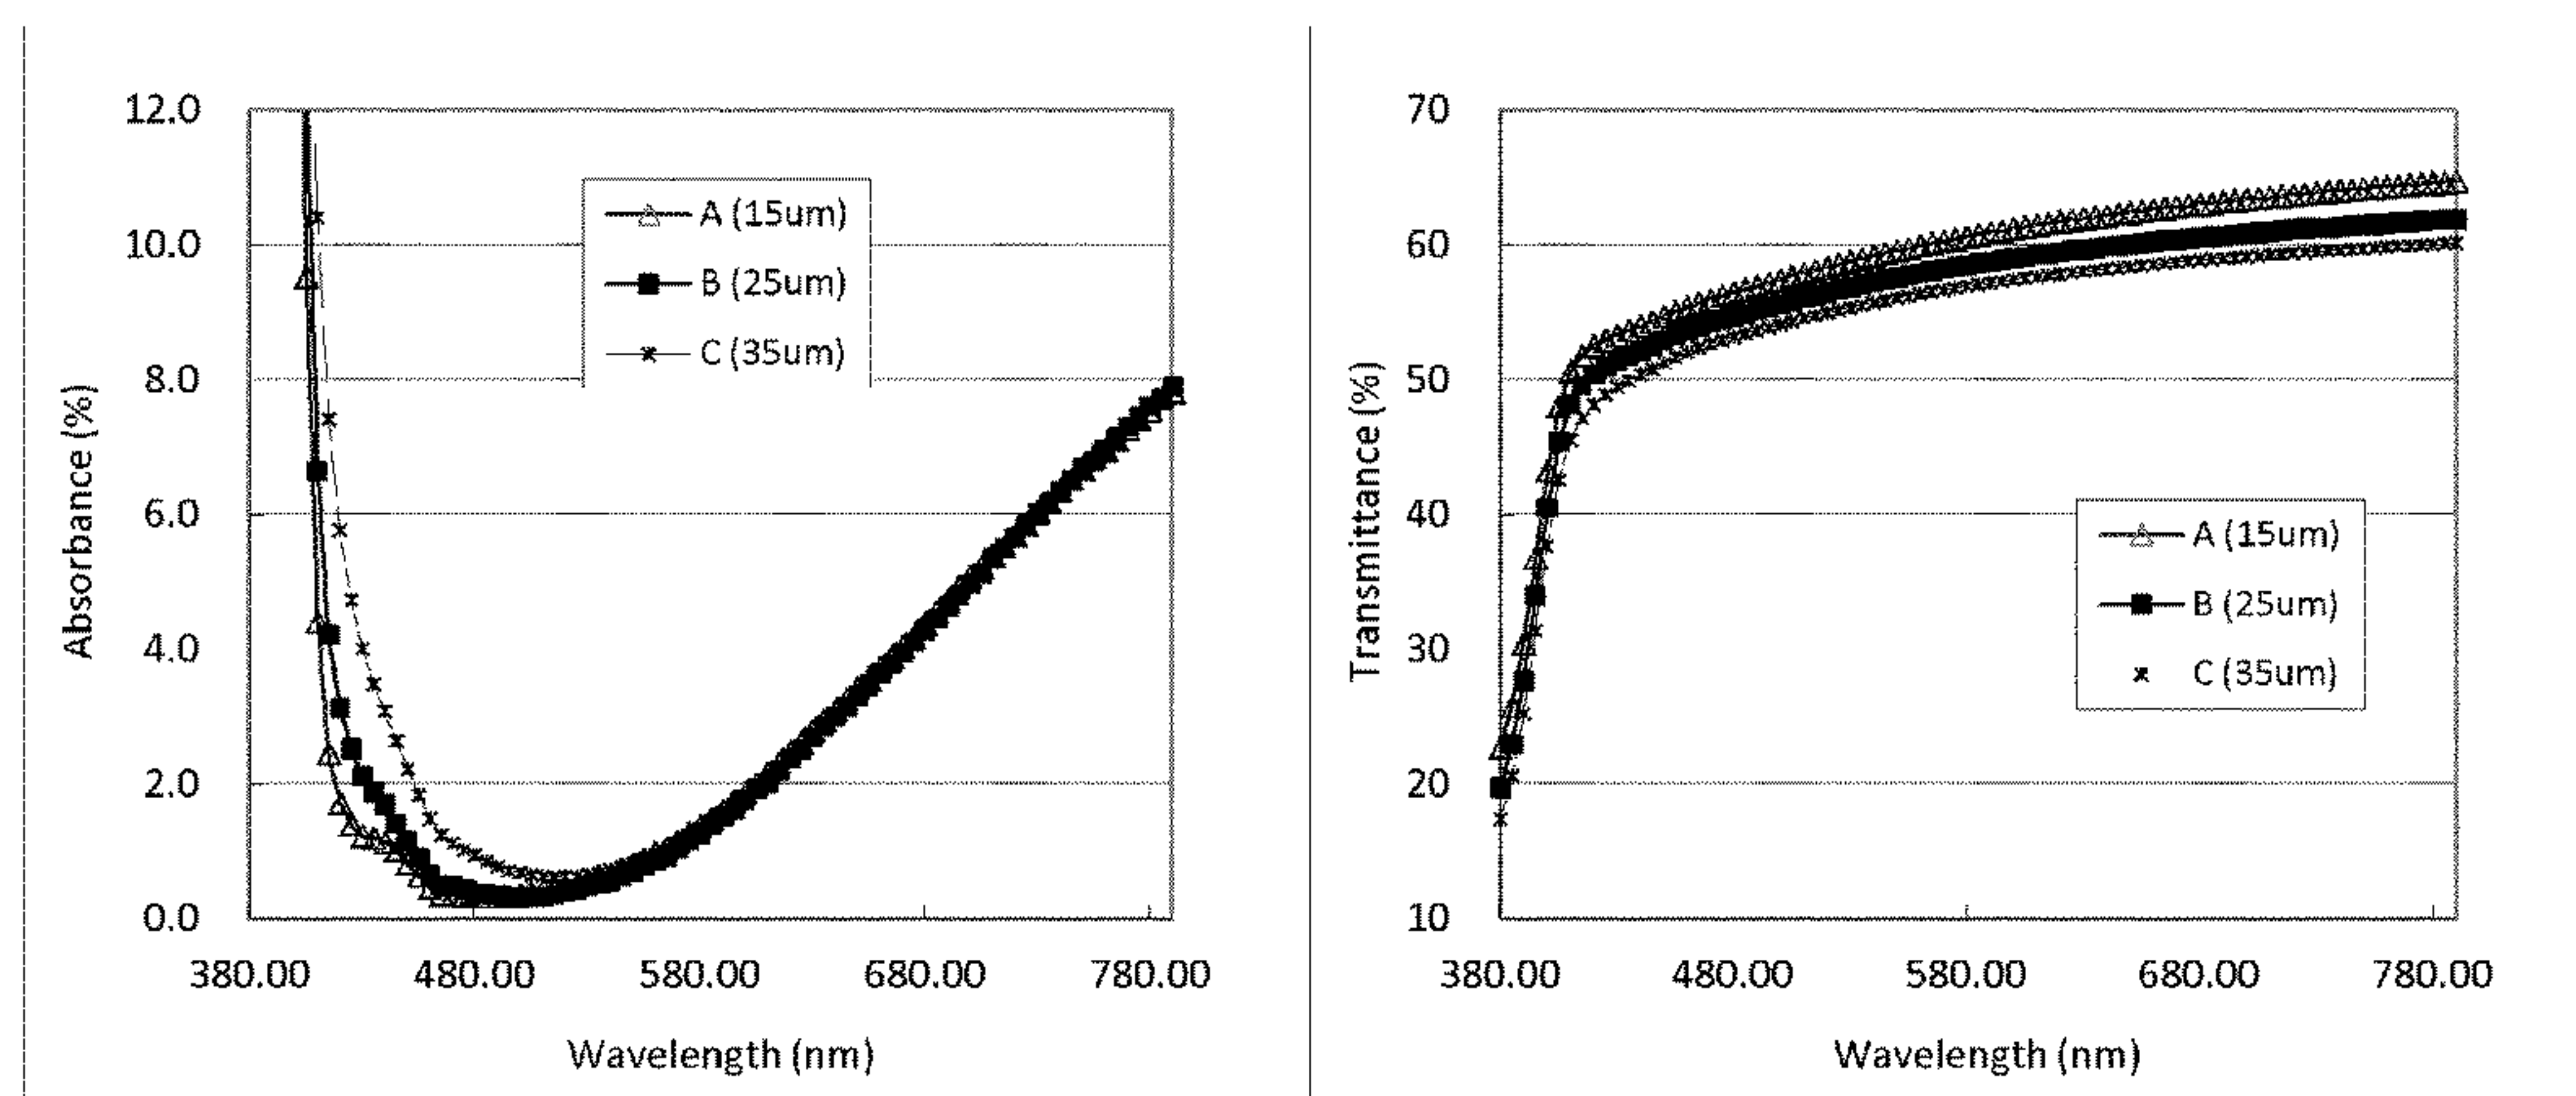 12.0
10.0
8.0
6.0
4.0
2.0
0.0
Absorbance (%)
A (15um)
B (25um)
C (35um)
380.00 480.00 580.00 680.00 780.00
Wavelength (nm)
70
60
50
40
30
20
10
Transmittance (%)
A (15um)
B (25um)
C (35um)
380.00 480.00 580.00 680.00 780.00
Wavelength (nm)